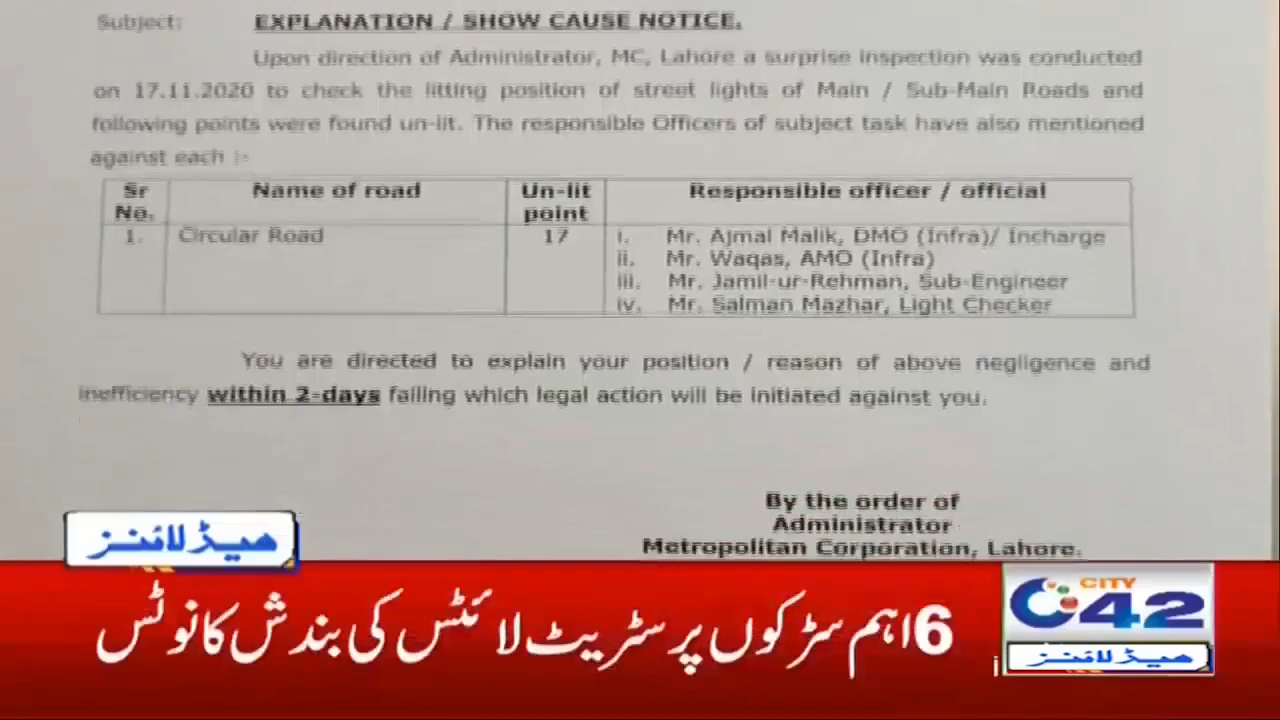 Subject: EXPLANATION / SHOW CAUSE NOTICE.
Upon direction of Administrator, MC, Lahore a surprise inspection was conducted
on 17.11.2020 to check the litting position of street lights of Main / Sub-Main Roads and
following points were found un-lit. The responsible Officers of subject task have also mentioned
against each :-
Sr No. Name of road Un-lit point Responsible officer / official
1. Circular Road 17 i. Mr. Ajmal Malik, DMO (Infra)/ Incharge
ii. Mr. Waqas, AMO (Infra)
iii. Mr. Jamil-ur-Rehman, Sub-Engineer
iv. Mr. Salman Mazhar, Light Checker
You are directed to explain your position / reason of above negligence and
inefficiency within 2-days failing which legal action will be initiated against you.
By the order of
Administrator
Metropolitan Corporation, Lahore.
ہیڈلائنز
6 اہم سڑکوں پر سٹریٹ لائٹس کی بندش کا نوٹس
CITY
42
ہیڈلائنز